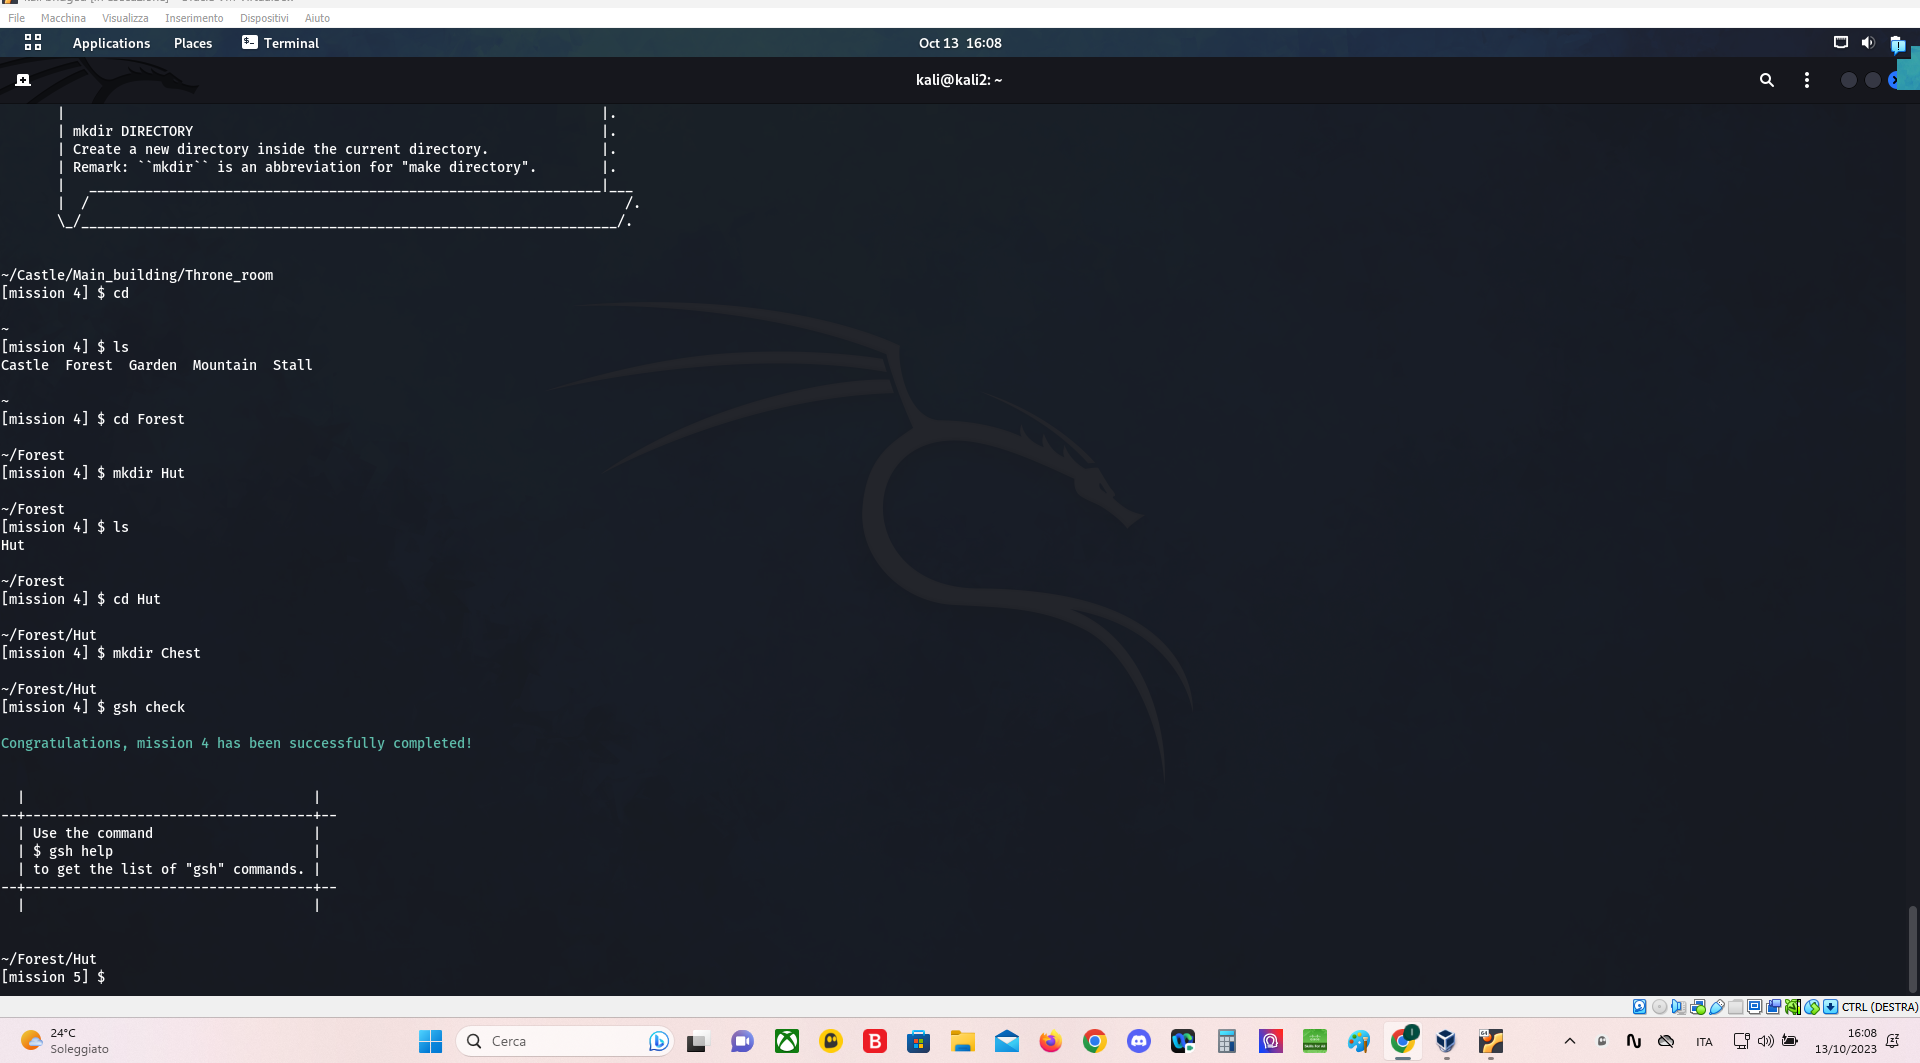 File Macchina Visualizza Inserimento Dispositivi Aiuto
Applications Places Terminal Oct 13 16:08
kali@kali2: ~
| |.
| mkdir DIRECTORY |.
| Create a new directory inside the current directory. |.
| Remark: ``mkdir`` is an abbreviation for "make directory". |.
| ________________________________________________________________|___
| / /.
\_/___________________________________________________________________/.
~/Castle/Main_building/Throne_room
[mission 4] $ cd
~
[mission 4] $ ls
Castle Forest Garden Mountain Stall
~
[mission 4] $ cd Forest
~/Forest
[mission 4] $ mkdir Hut
~/Forest
[mission 4] $ ls
Hut
~/Forest
[mission 4] $ cd Hut
~/Forest/Hut
[mission 4] $ mkdir Chest
~/Forest/Hut
[mission 4] $ gsh check
Congratulations, mission 4 has been successfully completed!
| |
--+------------------------------------+--
| Use the command |
| $ gsh help |
| to get the list of "gsh" commands. |
--+------------------------------------+--
| |
~/Forest/Hut
[mission 5] $
CTRL (DESTRA)
24°C
Soleggiato
Cerca
ITA
16:08
13/10/2023